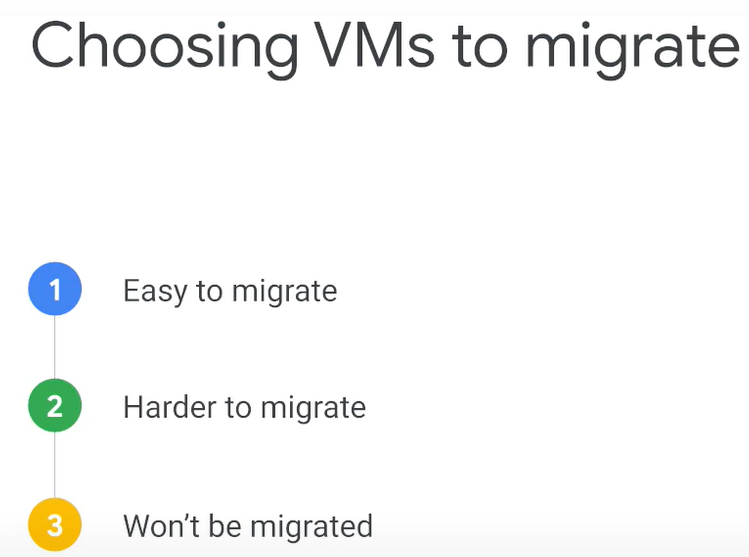 Choosing VMs to migrate
1 Easy to migrate
2 Harder to migrate
3 Won't be migrated